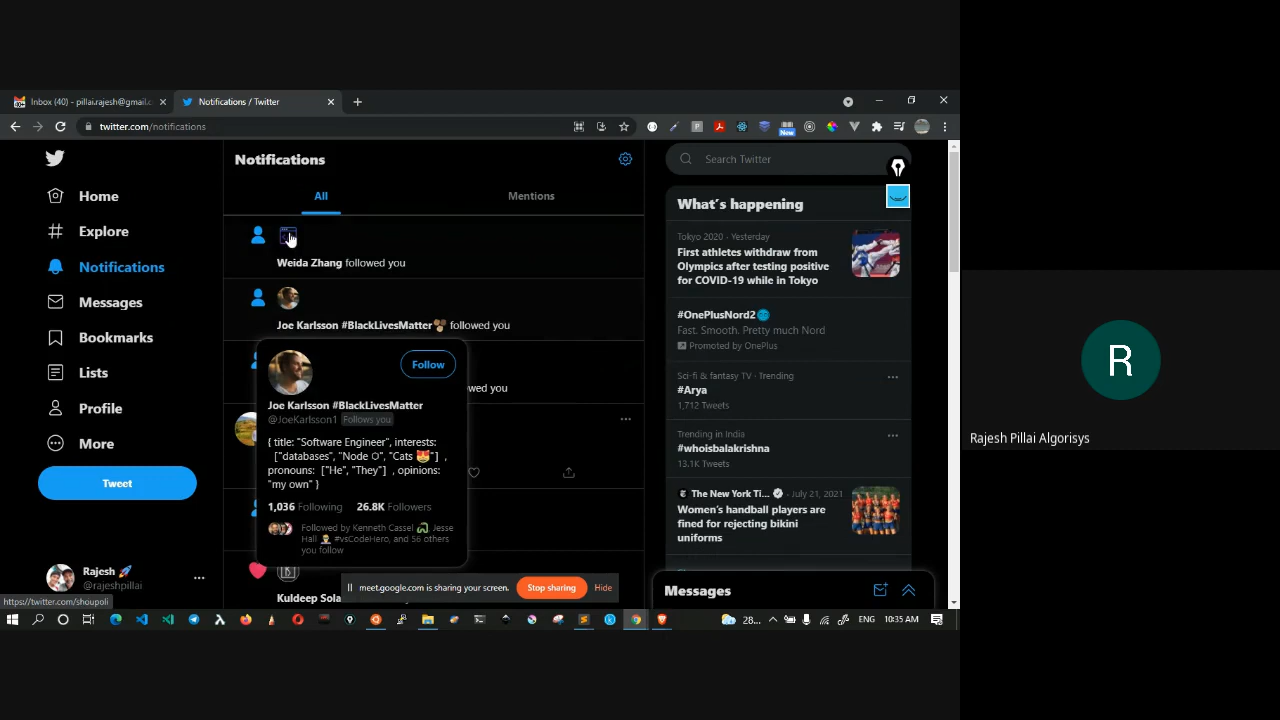 Inbox (40) - pillai.rajesh@gmail.c
Notifications / Twitter
twitter.com/notifications
New
Notifications
Search Twitter
All
Mentions
Home
Explore
Notifications
Messages
Bookmarks
Lists
Profile
More
Tweet
Rajesh 🚀
@rajeshpillai
https://twitter.com/shoupoli
Weida Zhang followed you
Joe Karlsson #BlackLivesMatter followed you
owed you
Follow
Joe Karlsson #BlackLivesMatter
@JoeKarlsson1 Follows you
{ title: "Software Engineer", interests:
["databases", "Node ⬡", "Cats 😻"] ,
pronouns: ["He", "They"] , opinions:
"my own" }
1,036 Following 26.8K Followers
Followed by Kenneth Cassel, Jesse
Hall #vsCodeHero, and 56 others
you follow
Kuldeep Sola
meet.google.com is sharing your screen.
Stop sharing
Hide
What's happening
Tokyo 2020 · Yesterday
First athletes withdraw from
Olympics after testing positive
for COVID-19 while in Tokyo
#OnePlusNord2
Fast. Smooth. Pretty much Nord
Promoted by OnePlus
Sci-fi & fantasy TV · Trending
#Arya
1,712 Tweets
Trending in India
#whoisbalakrishna
13.1K Tweets
The New York Ti... · July 21, 2021
Women's handball players are
fined for rejecting bikini
uniforms
Messages
28...
ENG
10:35 AM
R
Rajesh Pillai Algorisys